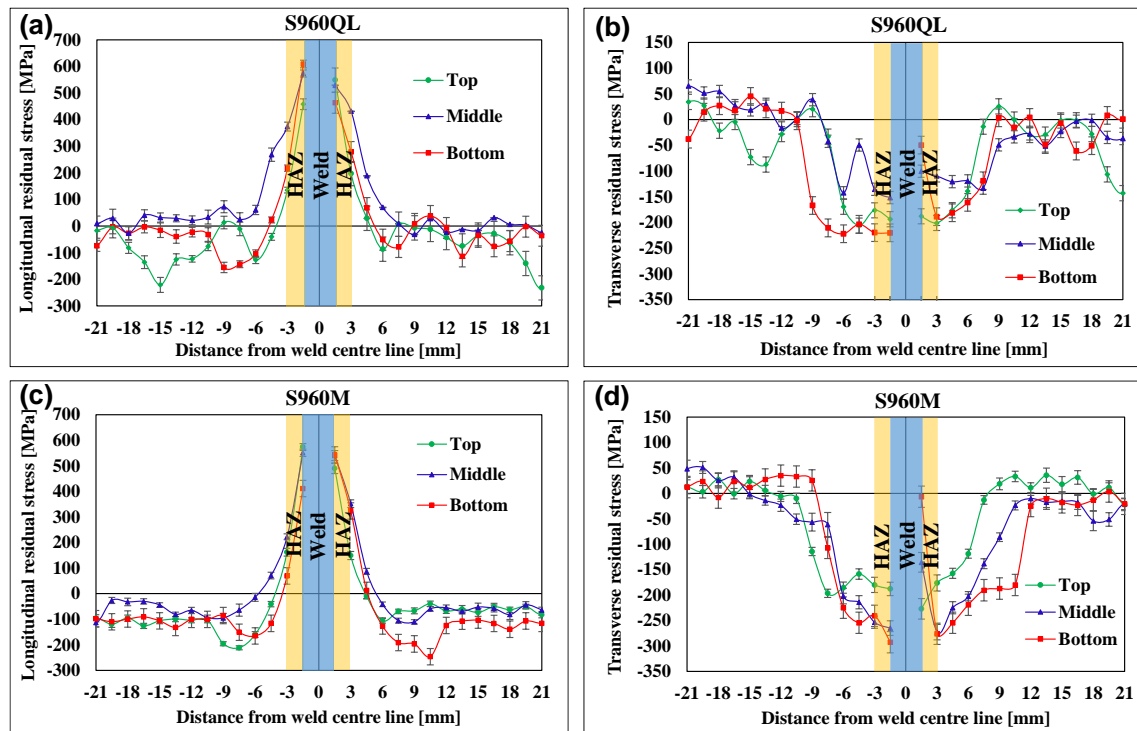 (a)
S960QL
Longitudnal residual stress [MPa]
700
600
500
400
300
200
100
0
-100
-200
-300
Top
Middle
Bottom
HAZ
Weld
HAZ
-21 -18 -15 -12 -9 -6 -3 0 3 6 9 12 15 18 21
Distance from weld centre line [mm]
(b)
S960QL
Transverse residual stress [MPa]
150
100
50
0
-50
-100
-150
-200
-250
-300
-350
HAZ
Weld
HAZ
Top
Middle
Bottom
-21 -18 -15 -12 -9 -6 -3 0 3 6 9 12 15 18 21
Distance from weld centre line [mm]
(c)
S960M
Longitudinal residual stress [MPa]
700
600
500
400
300
200
100
0
-100
-200
-300
Top
Middle
Bottom
HAZ
Weld
HAZ
-21 -18 -15 -12 -9 -6 -3 0 3 6 9 12 15 18 21
Distance from weld centre line [mm]
(d)
S960M
Transverse residual stress [MPa]
150
100
50
0
-50
-100
-150
-200
-250
-300
-350
HAZ
Weld
HAZ
Top
Middle
Bottom
-21 -18 -15 -12 -9 -6 -3 0 3 6 9 12 15 18 21
Distance from weld centre line [mm]